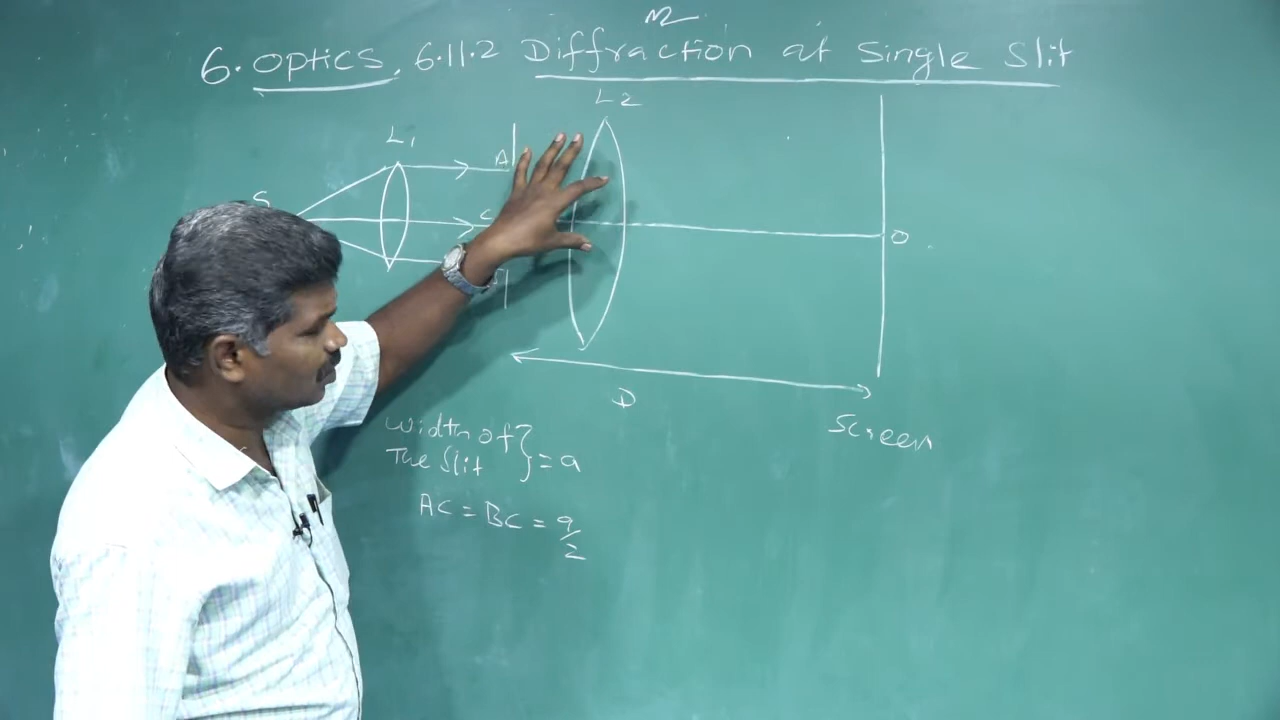 6. Optics, 6.11.2 Diffraction at Single Slit
L2
L1
A
S
C
O
D
Screen
Width of
The Slit } = a
AC = BC = a/2